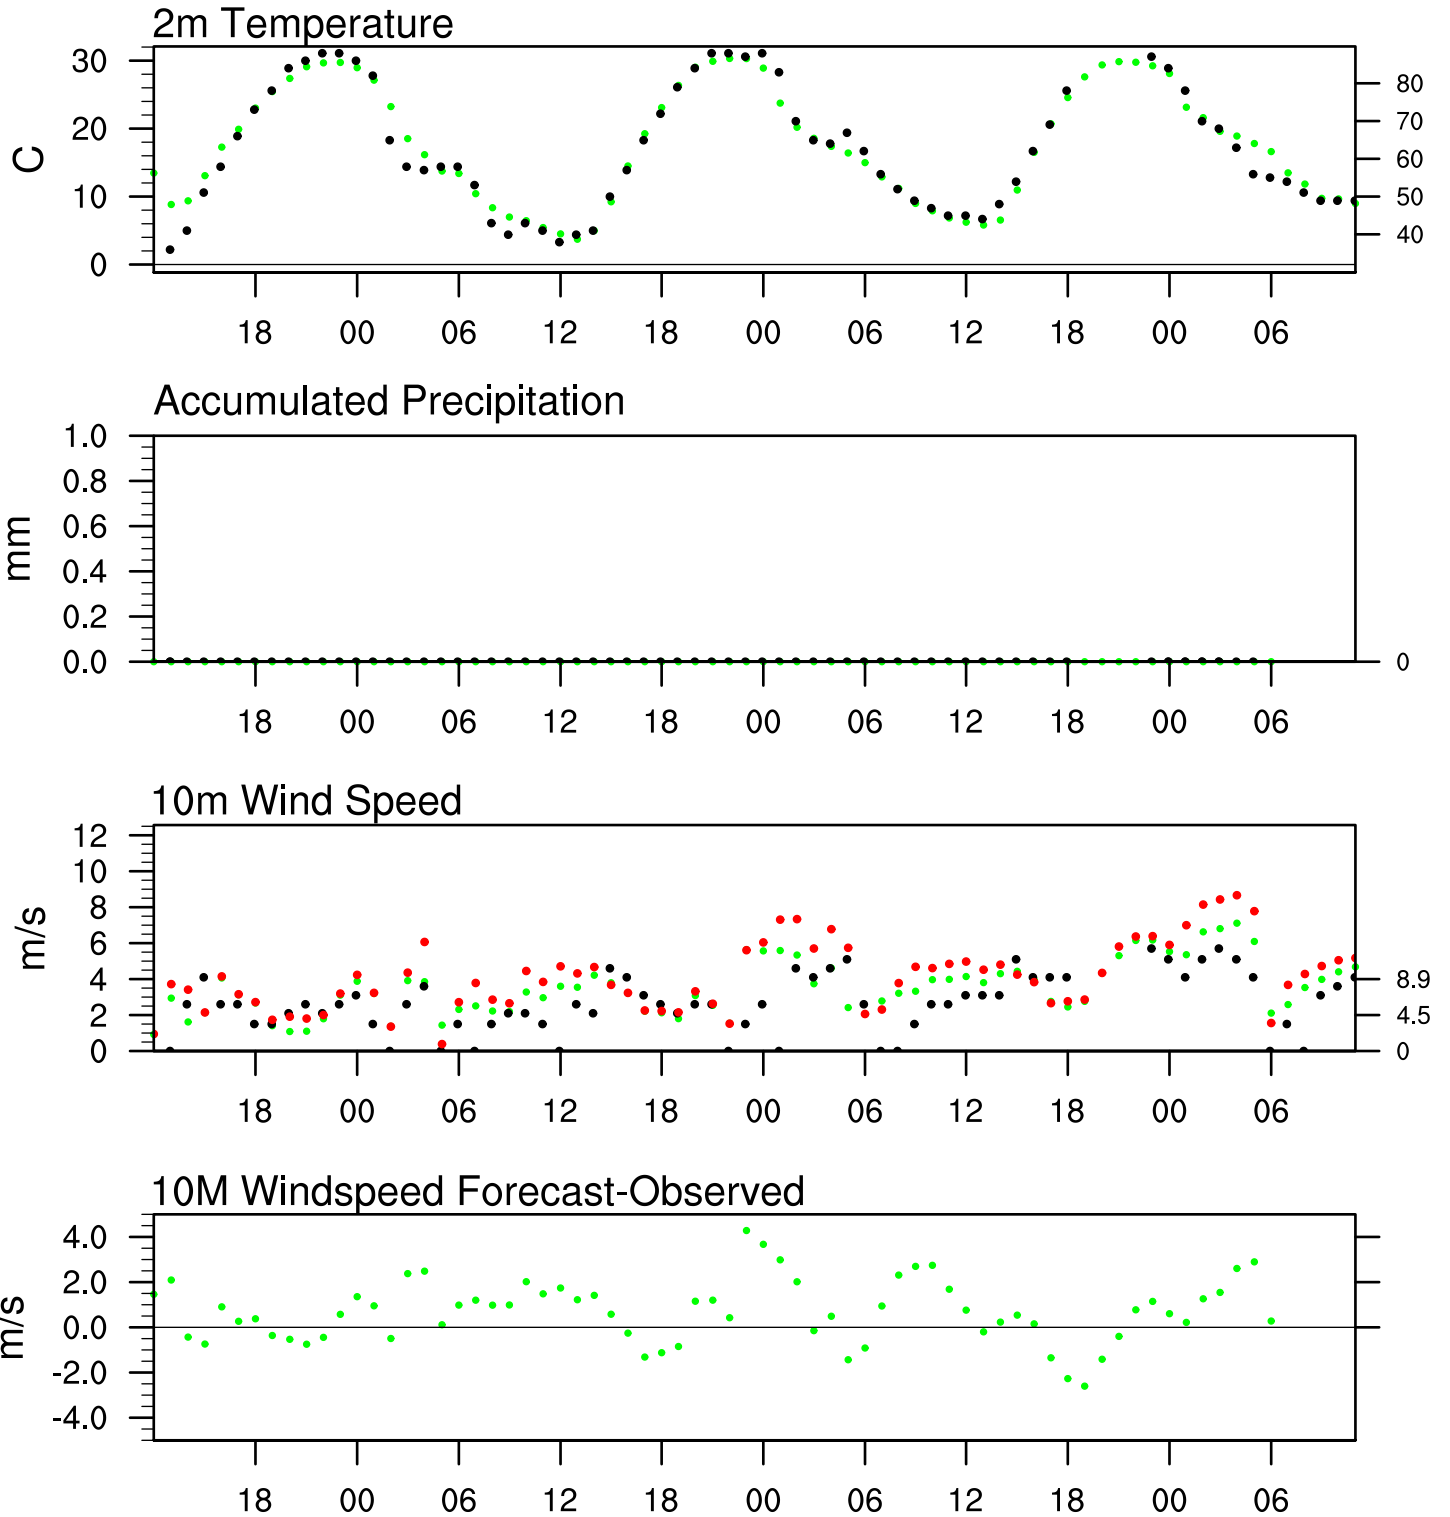 2m Temperature
30
20
10
0
C
80
70
60
50
40
18 00 06 12 18 00 06 12 18 00 06
Accumulated Precipitation
1.0
0.8
0.6
0.4
0.2
0.0
mm
0
18 00 06 12 18 00 06 12 18 00 06
10m Wind Speed
12
10
8
6
4
2
0
m/s
8.9
4.5
0
18 00 06 12 18 00 06 12 18 00 06
10M Windspeed Forecast-Observed
4.0
2.0
0.0
-2.0
-4.0
m/s
18 00 06 12 18 00 06 12 18 00 06